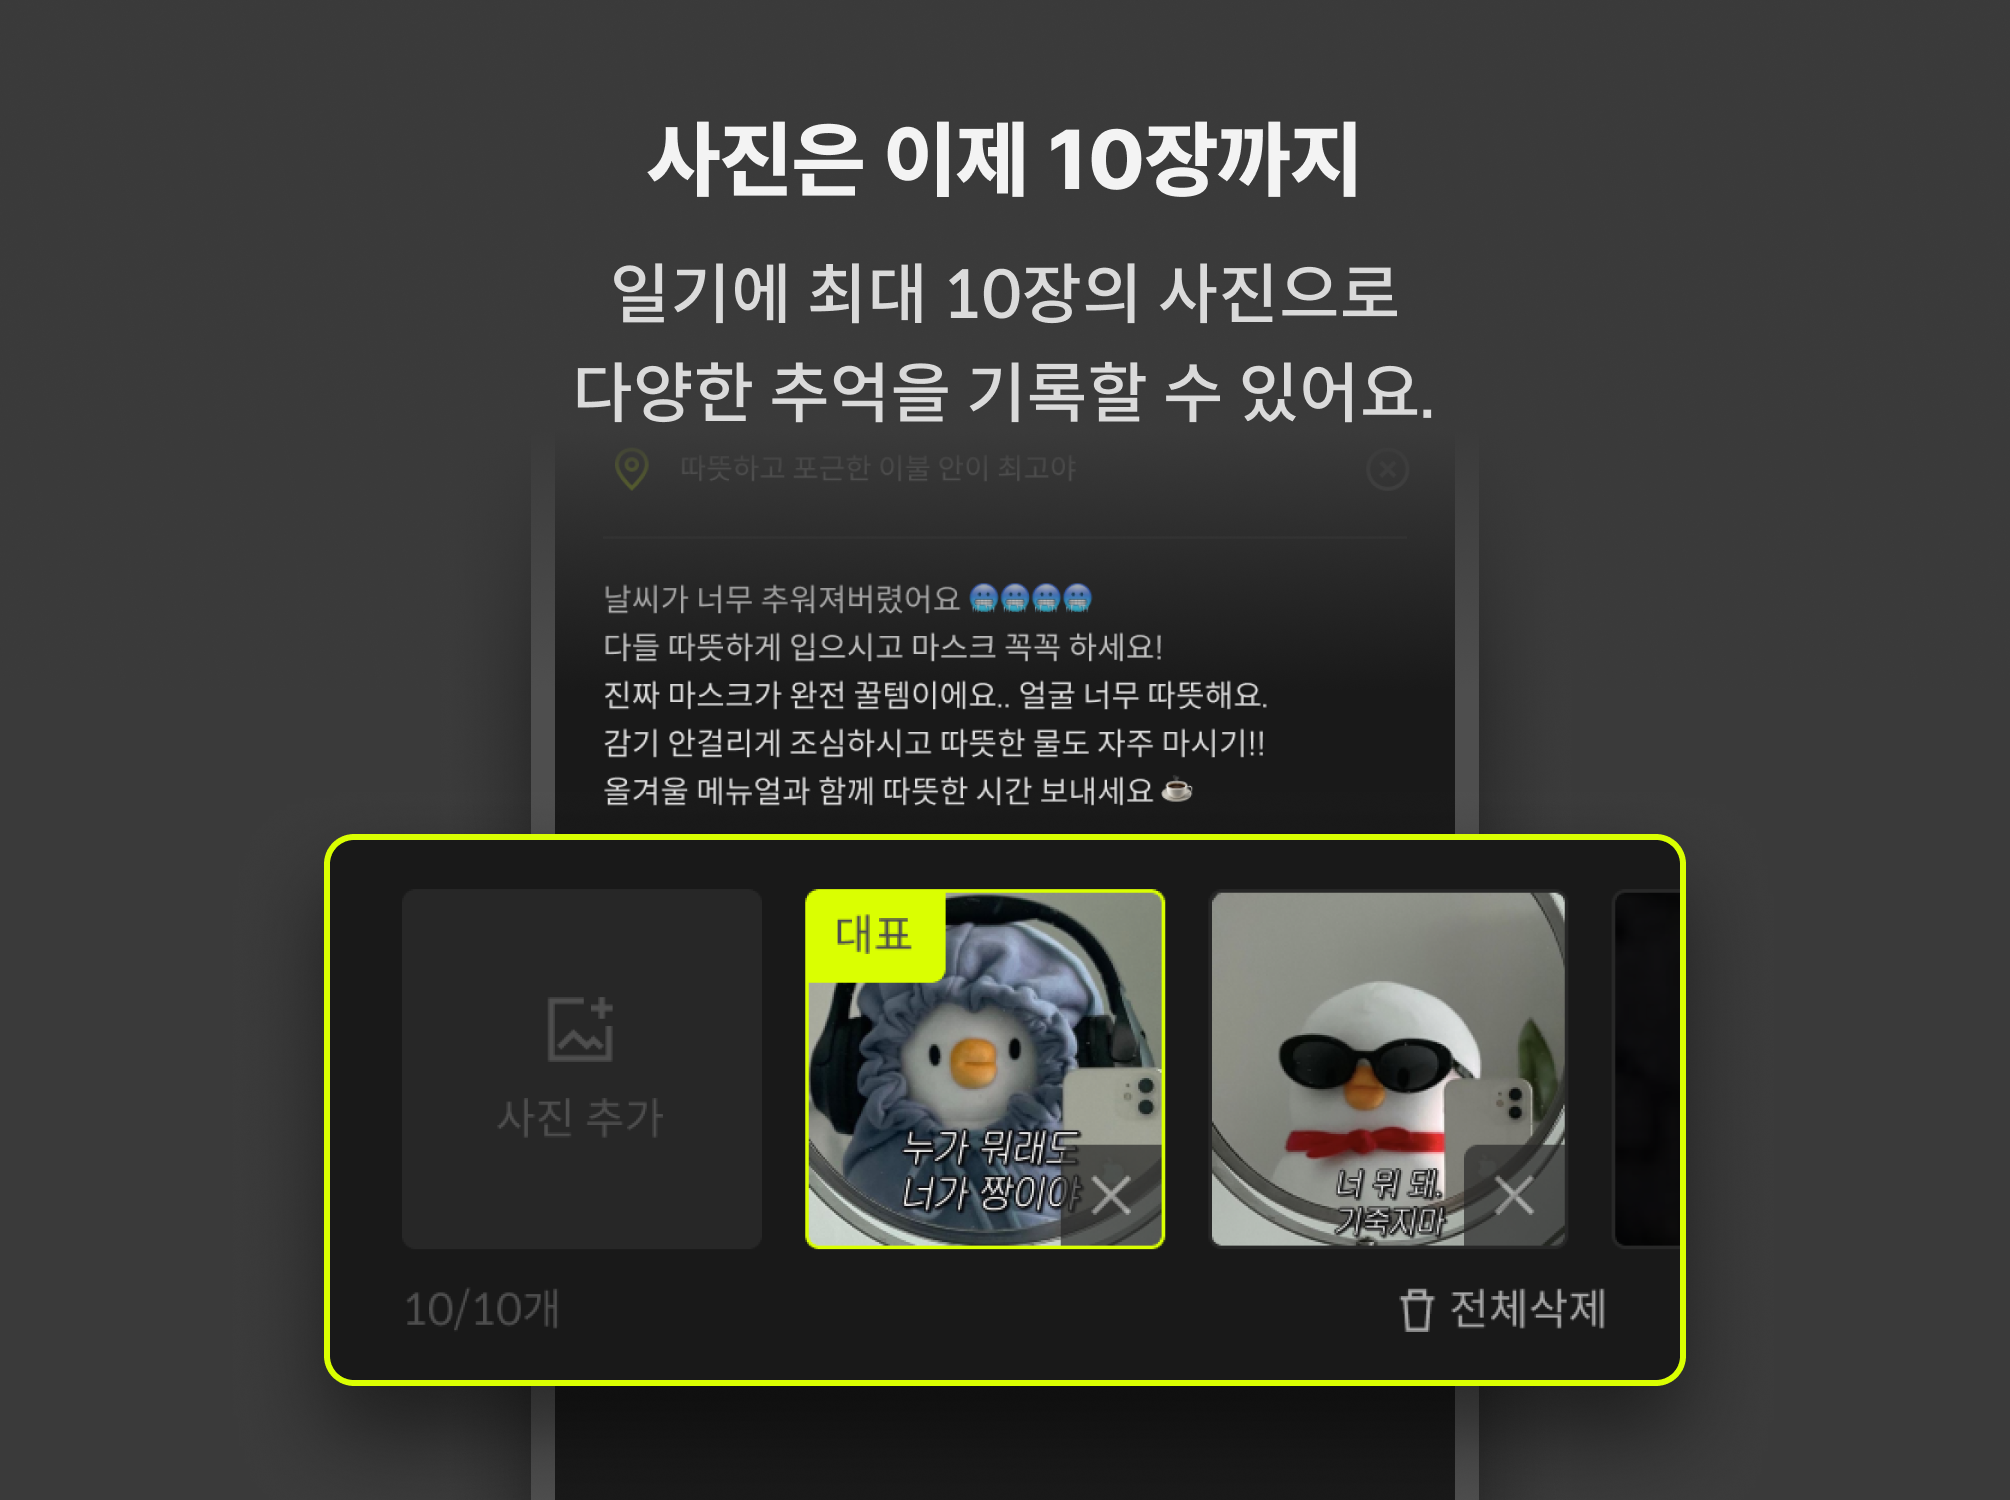 사진은 이제 10장까지
일기에 최대 10장의 사진으로
다양한 추억을 기록할 수 있어요.
따뜻하고 포근한 이불 안이 최고야
날씨가 너무 추워져버렸어요 🥶🥶🥶🥶
다들 따뜻하게 입으시고 마스크 꼭꼭 하세요!
진짜 마스크가 완전 꿀템이에요.. 얼굴 너무 따뜻해요.
감기 안걸리게 조심하시고 따뜻한 물도 자주 마시기!!
올겨울 메뉴얼과 함께 따뜻한 시간 보내세요 ☕
사진 추가
대표
누가 뭐래도
너가 짱이야
너 뭐 돼.
기죽지마
10/10개
전체삭제